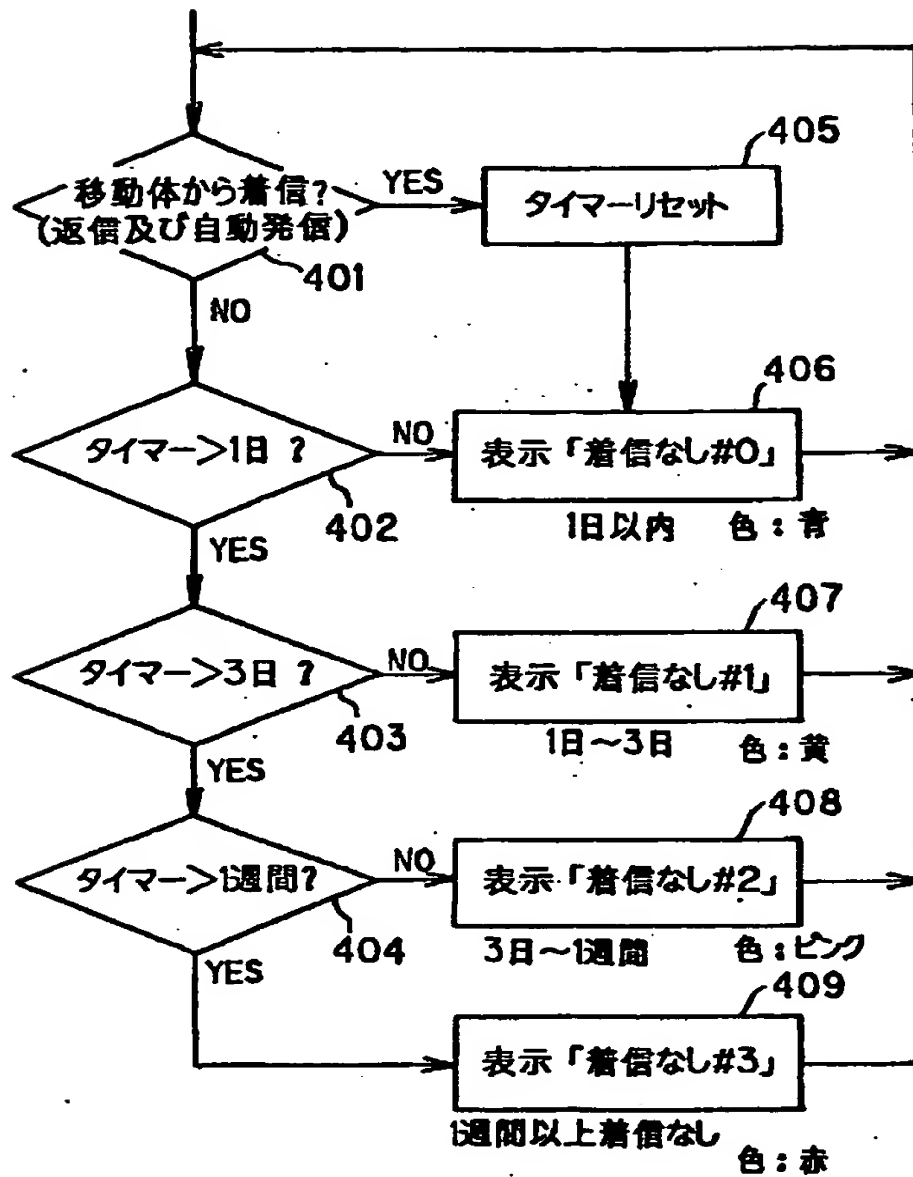 405
移動体から着信?
(返信及び自動発信)
YES
タイマーリセット
401
NO
406
タイマー>1日 ?
NO
表示「着信なし#0」
402
1日以内 色:青
YES
407
タイマー>3日 ?
NO
表示「着信なし#1」
403
1日～3日 色:黄
YES
408
タイマー>1週間?
NO
表示「着信なし#2」
404
3日～1週間 色:ピンク
YES
409
表示「着信なし#3」
1週間以上着信なし
色:赤